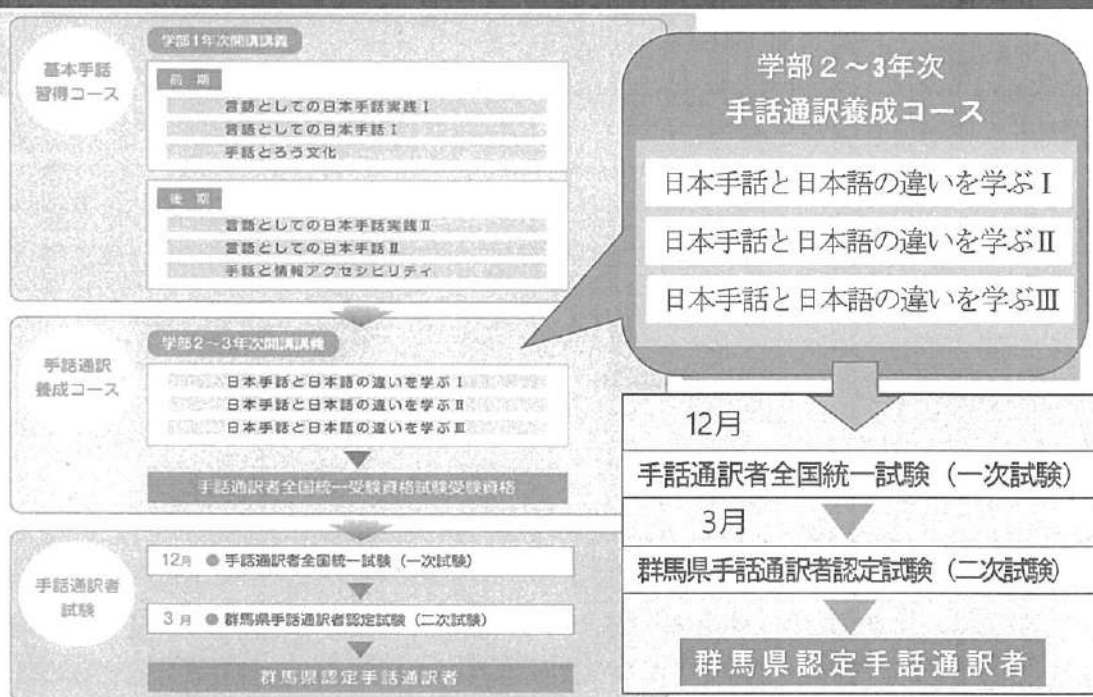 基本手話
習得コース
学部1年次開講講義
前 期
言語としての日本手話実践Ⅰ
言語としての日本手話Ⅰ
手話とろう文化
後 期
言語としての日本手話実践Ⅱ
言語としての日本手話Ⅱ
手話と情報アクセシビリティ
手話通訳
養成コース
学部2～3年次開講講義
日本手話と日本語の違いを学ぶⅠ
日本手話と日本語の違いを学ぶⅡ
日本手話と日本語の違いを学ぶⅢ
手話通訳者全国統一受験資格試験受験資格
手話通訳者
試験
12月 ● 手話通訳者全国統一試験（一次試験）
3月 ● 群馬県手話通訳者認定試験（二次試験）
群馬県認定手話通訳者
学部２～3年次
手話通訳養成コース
日本手話と日本語の違いを学ぶⅠ
日本手話と日本語の違いを学ぶⅡ
日本手話と日本語の違いを学ぶⅢ
12月
手話通訳者全国統一試験（一次試験）
3月
群馬県手話通訳者認定試験（二次試験）
群馬県認定手話通訳者